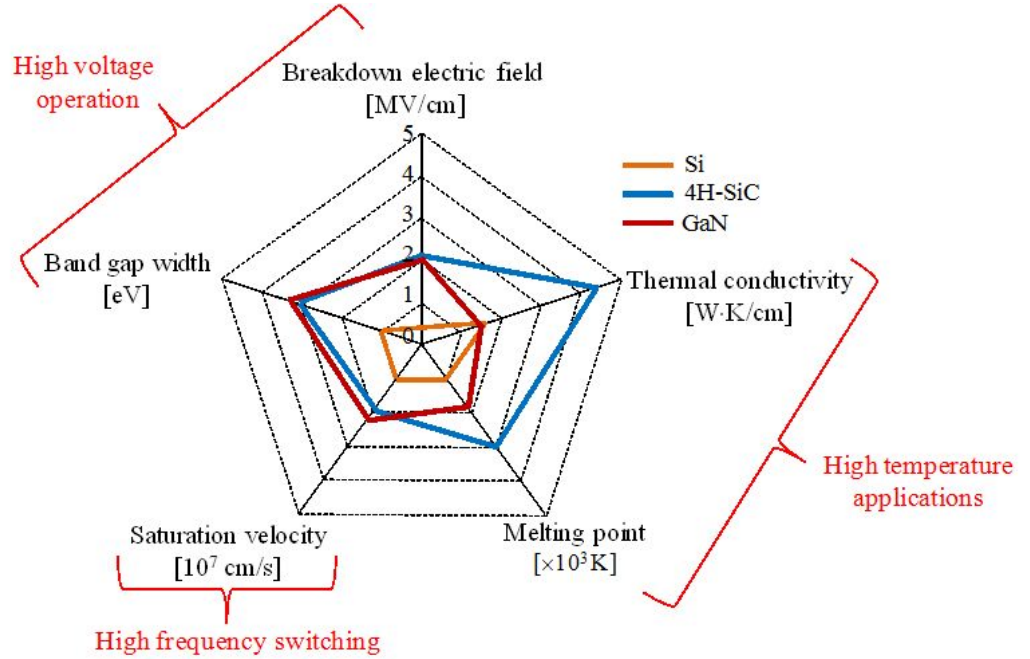 High voltage
operation
Breakdown electric field
[MV/cm]
5
4
3
2
1
0
Si
4H-SiC
GaN
Band gap width
[eV]
Thermal conductivity
[W·K/cm]
High temperature
applications
Saturation velocity
[10⁷ cm/s]
Melting point
[×10³K]
High frequency switching